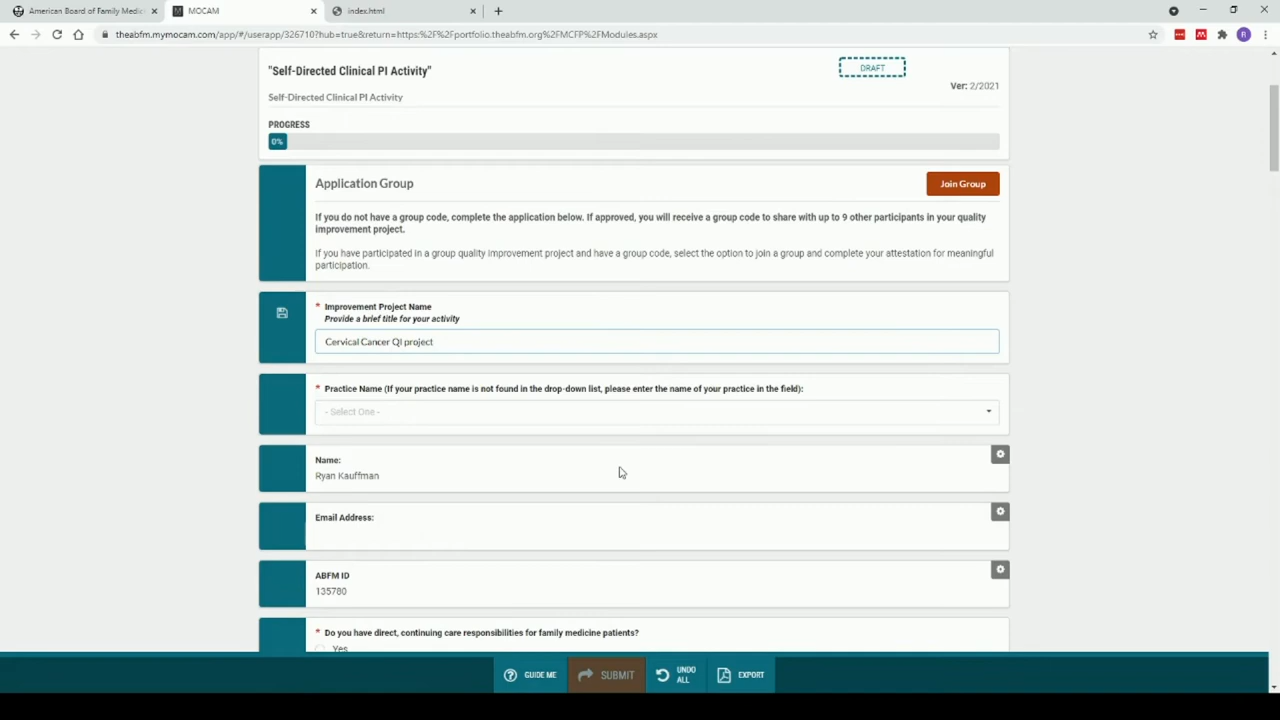 American Board of Family Medic
MOCAM
index.html
theabfm.mymocam.com/app/#/userapp/326710?hub=true&return=https:%2F%2Fportfolio.theabfm.org%2FMCFP%2FModules.aspx
R
"Self-Directed Clinical PI Activity"
DRAFT
Ver: 2/2021
Self-Directed Clinical PI Activity
PROGRESS
0%
Application Group
Join Group
If you do not have a group code, complete the application below. If approved, you will receive a group code to share with up to 9 other participants in your quality
improvement project.
If you have participated in a group quality improvement project and have a group code, select the option to join a group and complete your attestation for meaningful
participation.
* Improvement Project Name
Provide a brief title for your activity
Cervical Cancer QI project
* Practice Name (If your practice name is not found in the drop-down list, please enter the name of your practice in the field):
- Select One -
Name:
Ryan Kauffman
Email Address:
ABFM ID
135780
* Do you have direct, continuing care responsibilities for family medicine patients?
Yes
GUIDE ME
SUBMIT
UNDO
ALL
EXPORT